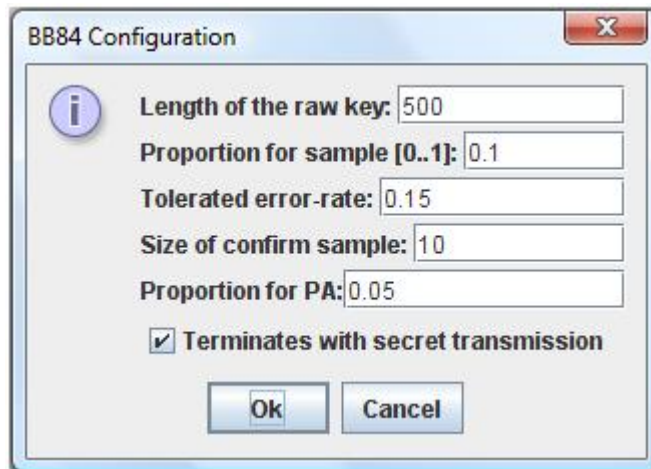 BB84 Configuration
Length of the raw key: 500
Proportion for sample [0..1]: 0.1
Tolerated error-rate: 0.15
Size of confirm sample: 10
Proportion for PA: 0.05
Terminates with secret transmission
Ok Cancel